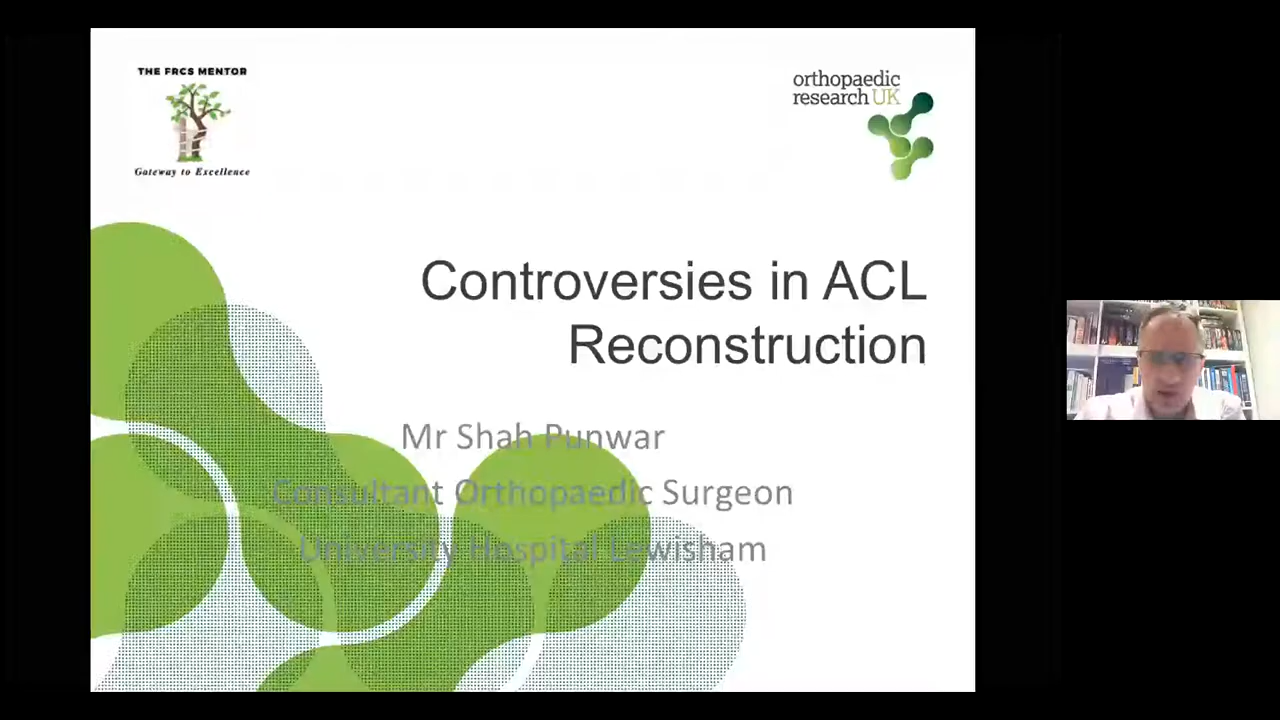 THE FRCS MENTOR
Gateway to Excellence
orthopaedic
research UK
Controversies in ACL
Reconstruction
Mr Shah Punwar
Consultant Orthopaedic Surgeon
University Hospital Lewisham